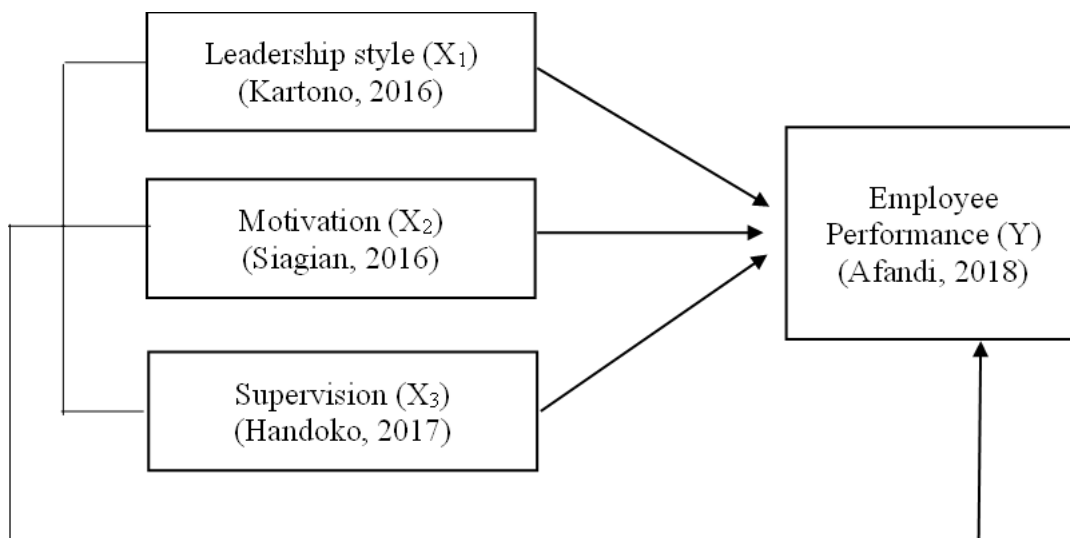 Leadership style (X₁)
(Kartono, 2016)
Motivation (X₂)
(Siagian, 2016)
Supervision (X₃)
(Handoko, 2017)
Employee
Performance (Y)
(Afandi, 2018)